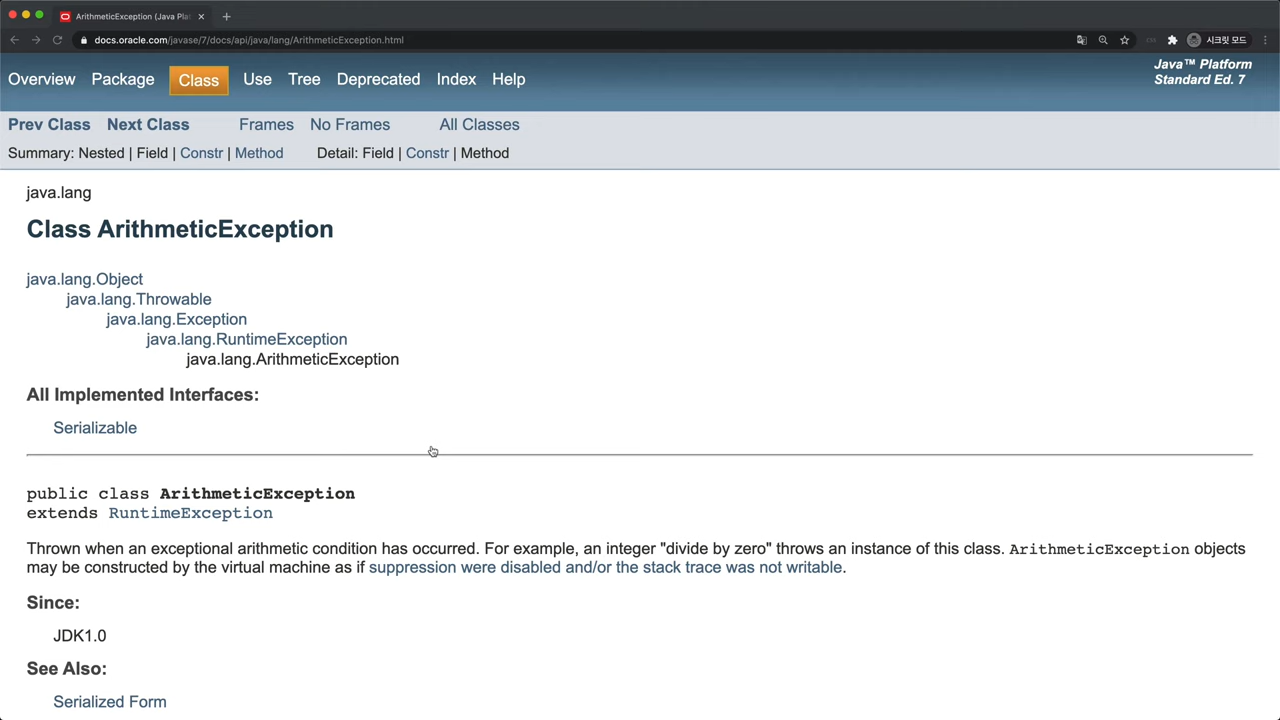 ArithmeticException (Java Pla
docs.oracle.com/javase/7/docs/api/java/lang/ArithmeticException.html
시크릿 모드
Overview Package Class Use Tree Deprecated Index Help
Java™ Platform
Standard Ed. 7
Prev Class Next Class Frames No Frames All Classes
Summary: Nested | Field | Constr | Method Detail: Field | Constr | Method
java.lang
Class ArithmeticException
java.lang.Object
java.lang.Throwable
java.lang.Exception
java.lang.RuntimeException
java.lang.ArithmeticException
All Implemented Interfaces:
Serializable
public class ArithmeticException
extends RuntimeException
Thrown when an exceptional arithmetic condition has occurred. For example, an integer "divide by zero" throws an instance of this class. ArithmeticException objects
may be constructed by the virtual machine as if suppression were disabled and/or the stack trace was not writable.
Since:
JDK1.0
See Also:
Serialized Form